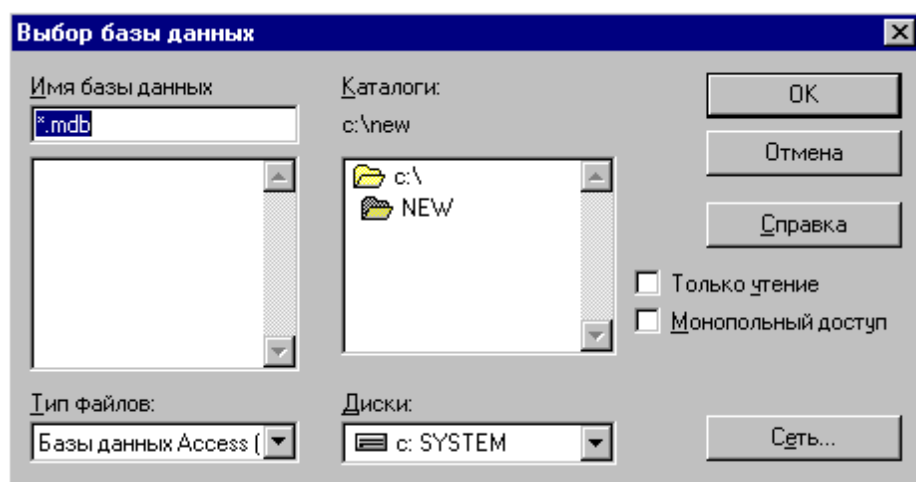 Выбор базы данных
Имя базы данных
*.mdb
Каталоги:
c:\new
c:\
NEW
OK
Отмена
Справка
Только чтение
Монопольный доступ
Тип файлов:
Базы данных Access (
Диски:
c: SYSTEM
Сеть...